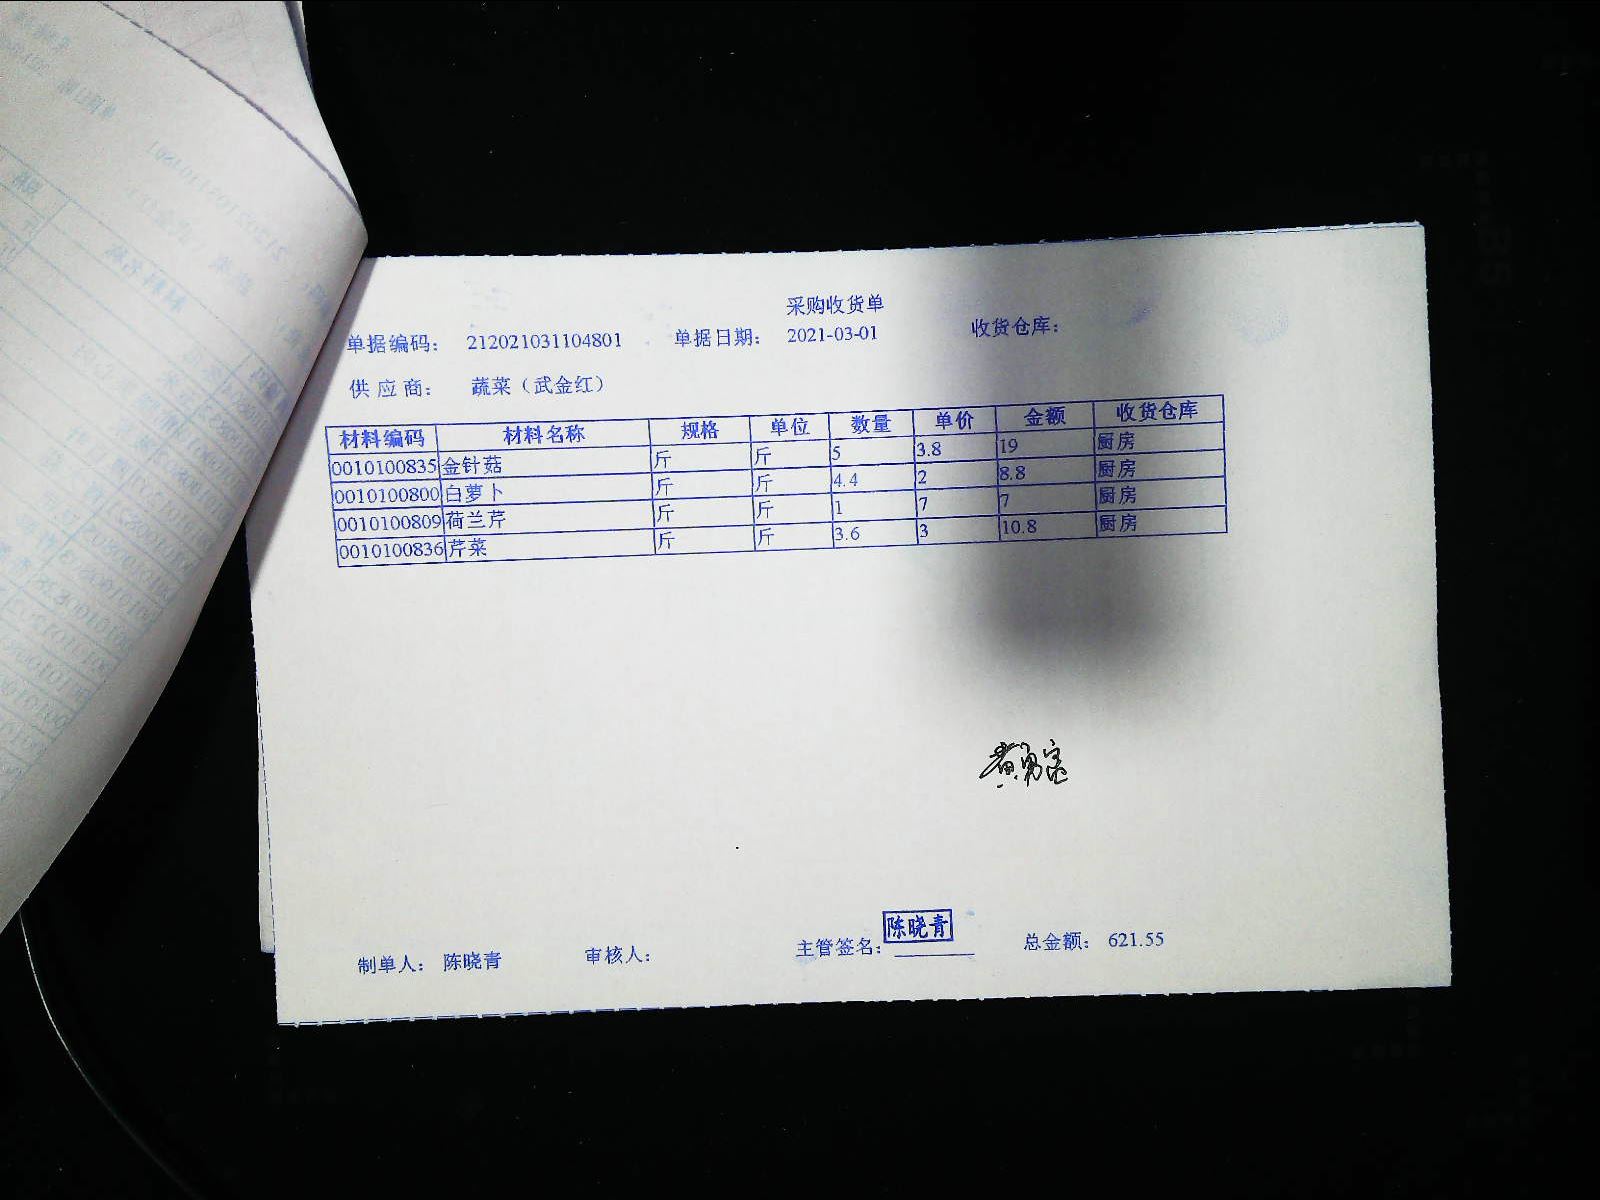 采购收货单
单据编码： 212021031104801 单据日期： 2021-03-01 收货仓库：
供 应 商： 蔬菜（武金红）
材料编码 材料名称 规格 单位 数量 单价 金额 收货仓库
0010100835 金针菇 斤 斤 5 3.8 19 厨房
0010100800 白萝卜 斤 斤 4.4 2 8.8 厨房
0010100809 荷兰芹 斤 斤 1 7 7 厨房
0010100836 芹菜 斤 斤 3.6 3 10.8 厨房
陈晓青
制单人： 陈晓青 审核人： 主管签名： 总金额： 621.55